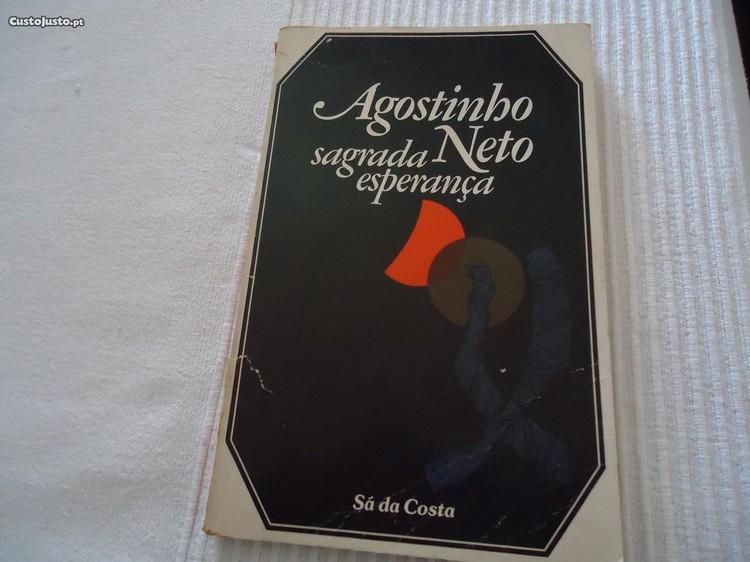 CustoJusto.pt
Agostinho
Neto
sagrada
esperança
Sá da Costa